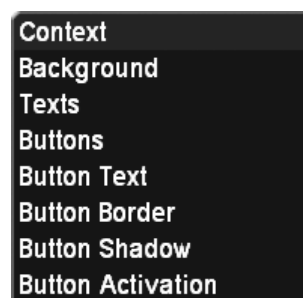 Context
Background
Texts
Buttons
Button Text
Button Border
Button Shadow
Button Activation